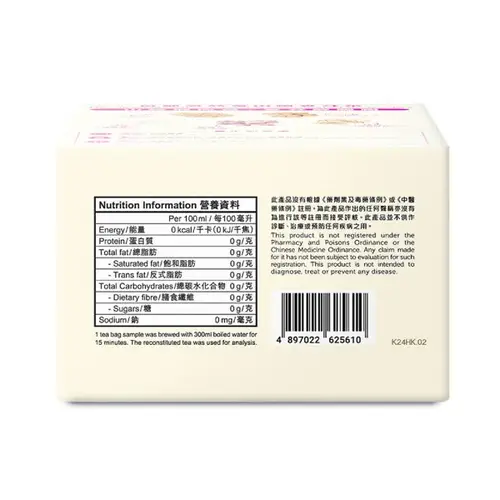 Nutrition Information 營養資料
Per 100ml / 每100毫升
Energy/能量 0 kcal/千卡 (0 kJ/千焦)
Protein/蛋白質 0 g/克
Total fat/總脂肪 0 g/克
- Saturated fat/飽和脂肪 0 g/克
- Trans fat/反式脂肪 0 g/克
Total Carbohydrates/總碳水化合物 0 g/克
- Dietary fibre/膳食纖維 0 g/克
- Sugars/糖 0 g/克
Sodium/鈉 0 mg/毫克
1 tea bag sample was brewed with 300ml boiled water for
15 minutes. The reconstituted tea was used for analysis.
此產品沒有根據《藥劑業及毒藥條例》或《中醫
藥條例》註冊。為此產品作出的任何聲稱亦沒有
為進行該等註冊而接受評核。此產品並不供作
診斷、治療或預防任何疾病之用。
This product is not registered under the
Pharmacy and Poisons Ordinance or the
Chinese Medicine Ordinance. Any claim made
for it has not been subject to evaluation for such
registration. This product is not intended to
diagnose, treat or prevent any disease.
4 897022 625610
K24HK.02